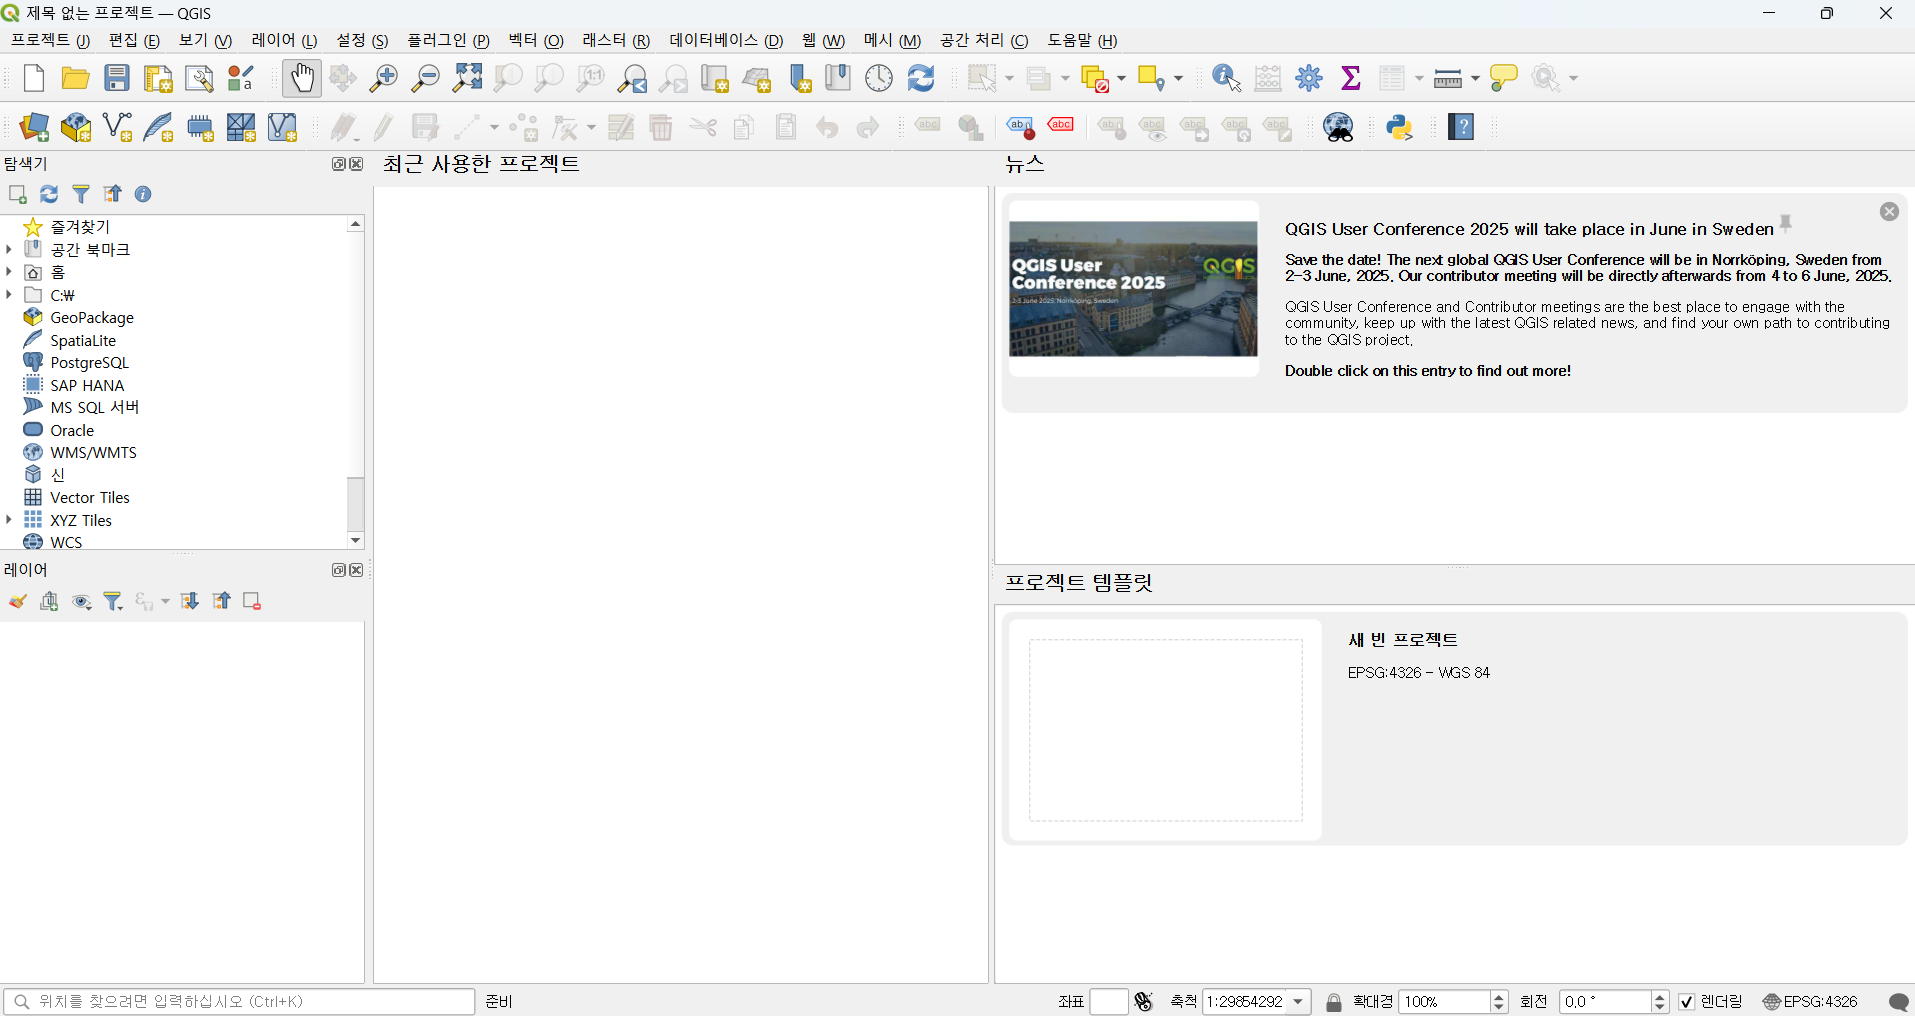 제목 없는 프로젝트 — QGIS
프로젝트 (J) 편집 (E) 보기 (V) 레이어 (L) 설정 (S) 플러그인 (P) 벡터 (O) 래스터 (R) 데이터베이스 (D) 웹 (W) 메시 (M) 공간 처리 (C) 도움말 (H)
탐색기
즐겨찾기
공간 북마크
홈
C:₩
GeoPackage
SpatiaLite
PostgreSQL
SAP HANA
MS SQL 서버
Oracle
WMS/WMTS
신
Vector Tiles
XYZ Tiles
WCS
레이어
최근 사용한 프로젝트
뉴스
QGIS User
Conference 2025
2-3 June 2025, Norrköping, Sweden
QGIS
QGIS User Conference 2025 will take place in June in Sweden
Save the date! The next global QGIS User Conference will be in Norrköping, Sweden from
2-3 June, 2025. Our contributor meeting will be directly afterwards from 4 to 6 June, 2025.
QGIS User Conference and Contributor meetings are the best place to engage with the
community, keep up with the latest QGIS related news, and find your own path to contributing
to the QGIS project.
Double click on this entry to find out more!
프로젝트 템플릿
새 빈 프로젝트
EPSG:4326 - WGS 84
위치를 찾으려면 입력하십시오 (Ctrl+K) 준비 좌표 축척 1:29854292 확대경 100% 회전 0.0 ° 렌더링 EPSG:4326